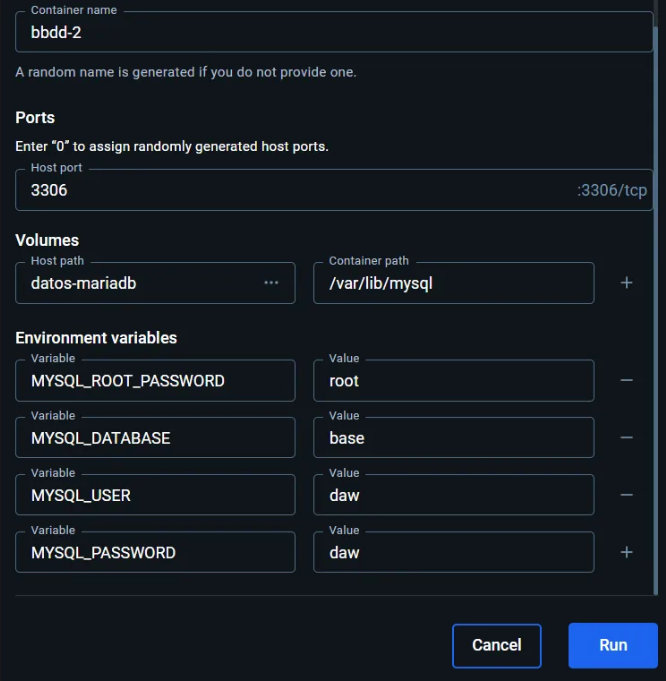 Container name
bbdd-2
A random name is generated if you do not provide one.
Ports
Enter “0” to assign randomly generated host ports.
Host port
3306 :3306/tcp
Volumes
Host path Container path
datos-mariadb ··· /var/lib/mysql +
Environment variables
Variable Value
MYSQL_ROOT_PASSWORD root −
Variable Value
MYSQL_DATABASE base −
Variable Value
MYSQL_USER daw −
Variable Value
MYSQL_PASSWORD daw +
Cancel Run